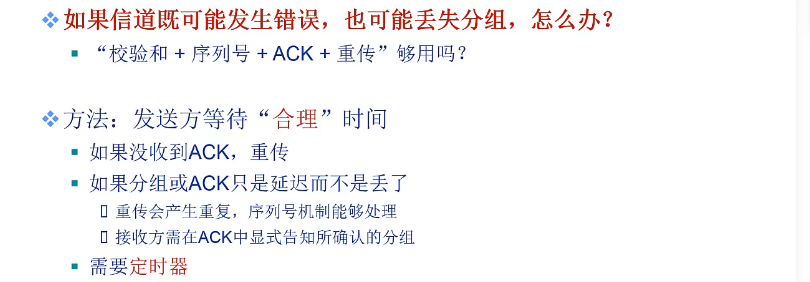 如果信道既可能发生错误，也可能丢失分组，怎么办？
“校验和 + 序列号 + ACK + 重传”够用吗？
方法：发送方等待“合理”时间
如果没收到ACK，重传
如果分组或ACK只是延迟而不是丢了
重传会产生重复，序列号机制能够处理
接收方需在ACK中显式告知所确认的分组
需要定时器